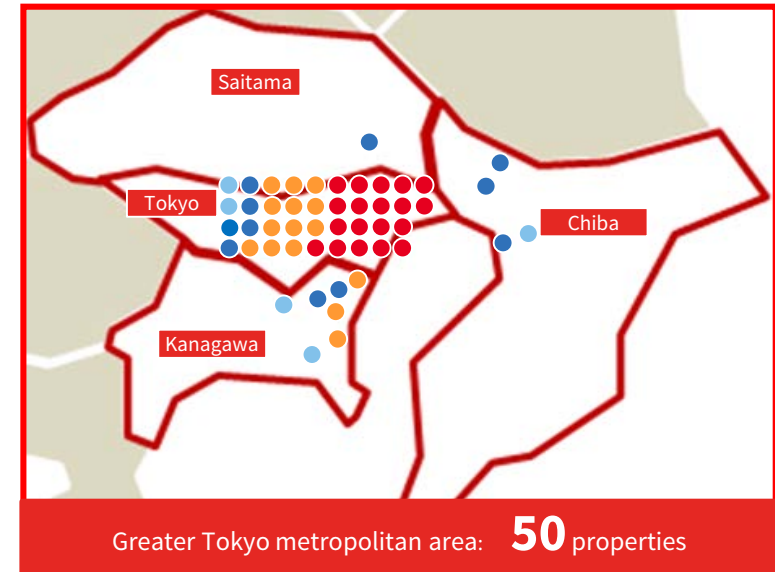 Saitama
Tokyo
Chiba
Kanagawa
Greater Tokyo metropolitan area: 50 properties